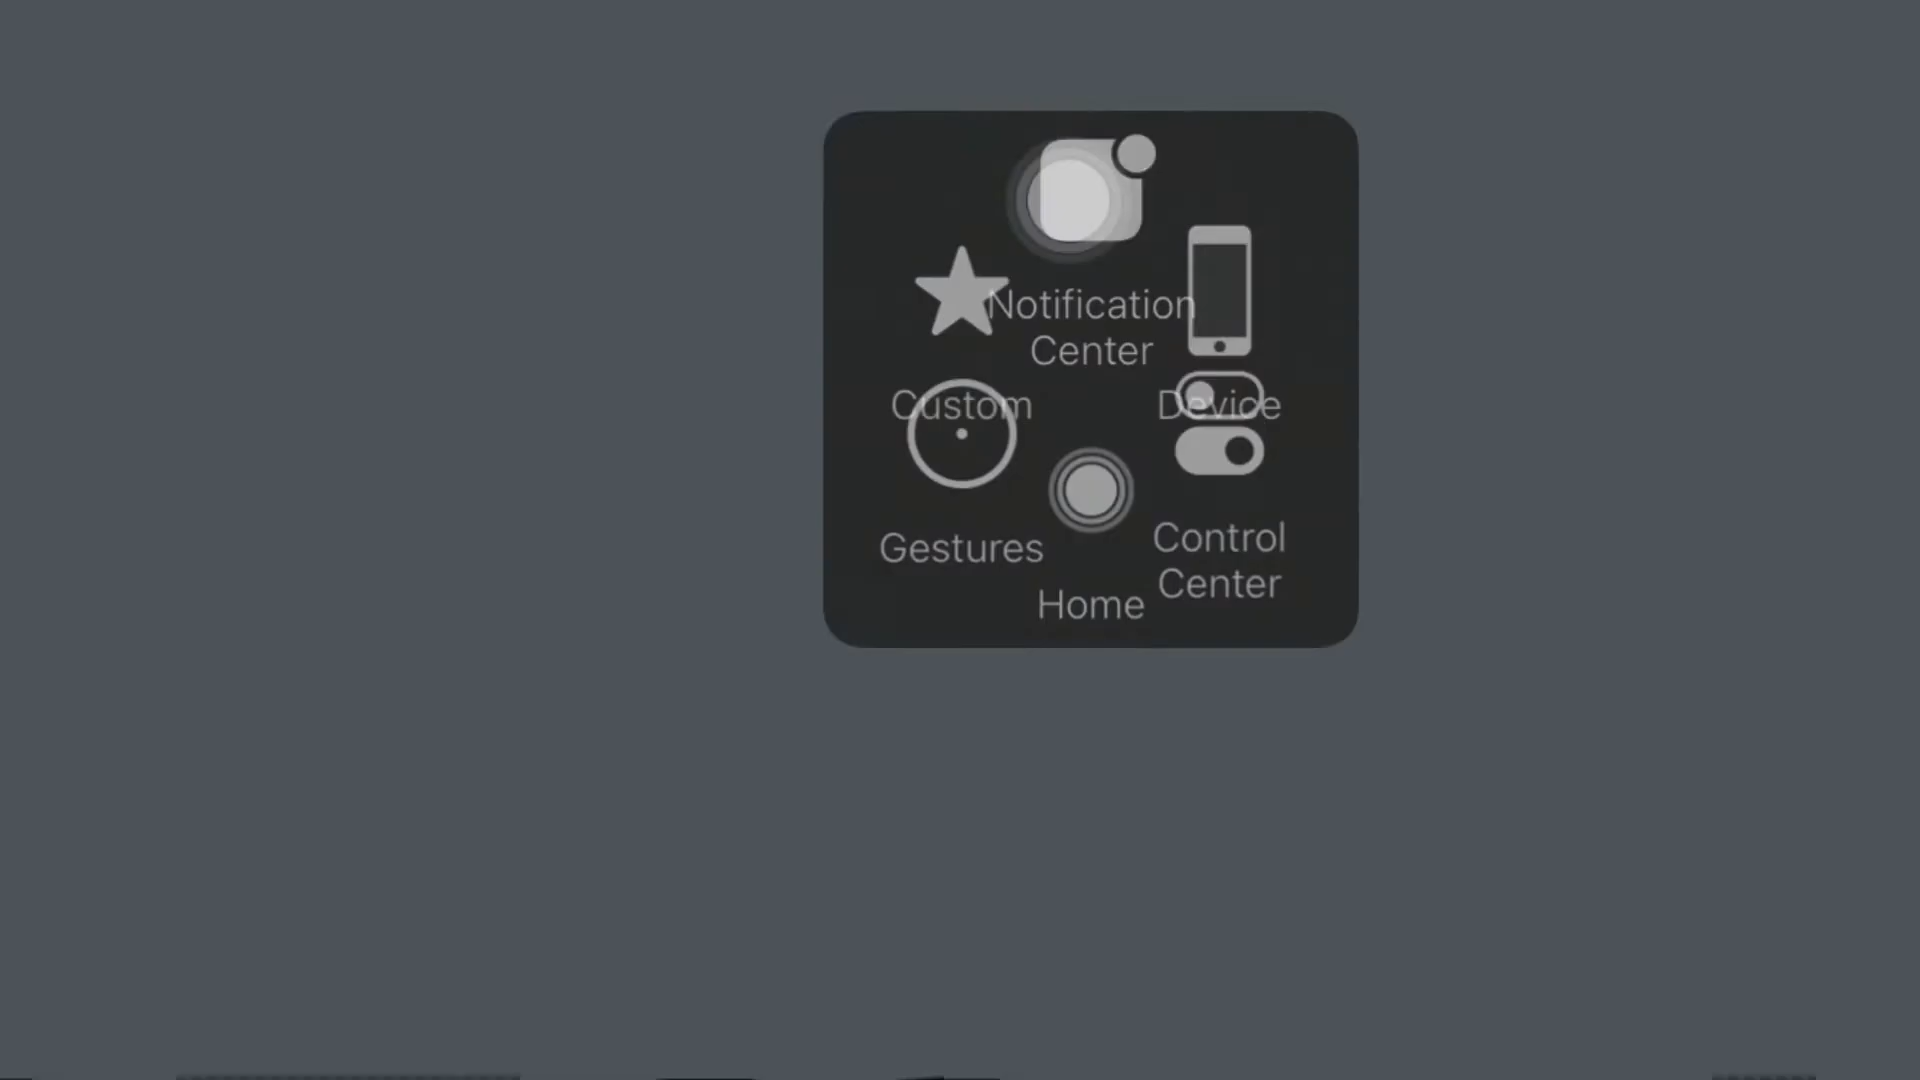 Notification
Center
Custom
Device
Gestures
Control
Center
Home